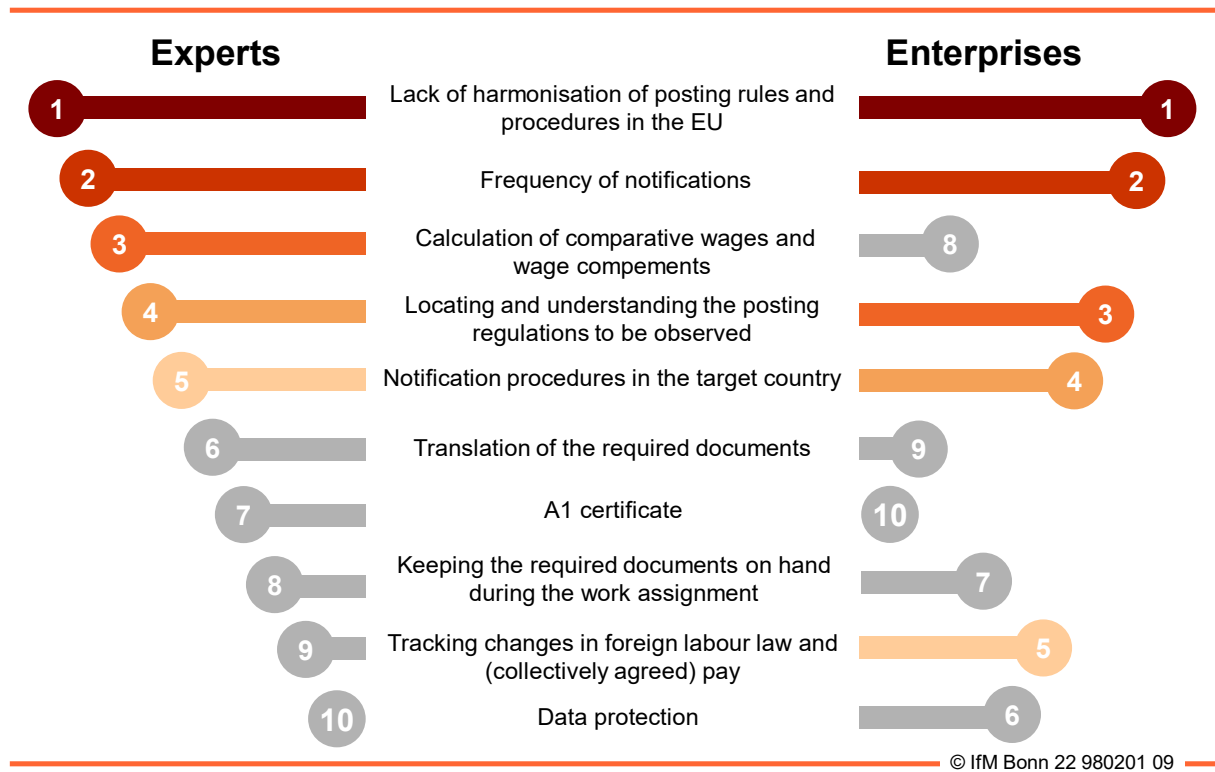 Experts
Enterprises
1
Lack of harmonisation of posting rules and
procedures in the EU
1
2
Frequency of notifications
2
3
Calculation of comparative wages and
wage compements
8
4
Locating and understanding the posting
regulations to be observed
3
5
Notification procedures in the target country
4
6
Translation of the required documents
9
7
A1 certificate
10
8
Keeping the required documents on hand
during the work assignment
7
9
Tracking changes in foreign labour law and
(collectively agreed) pay
5
10
Data protection
6
© IfM Bonn 22 980201 09